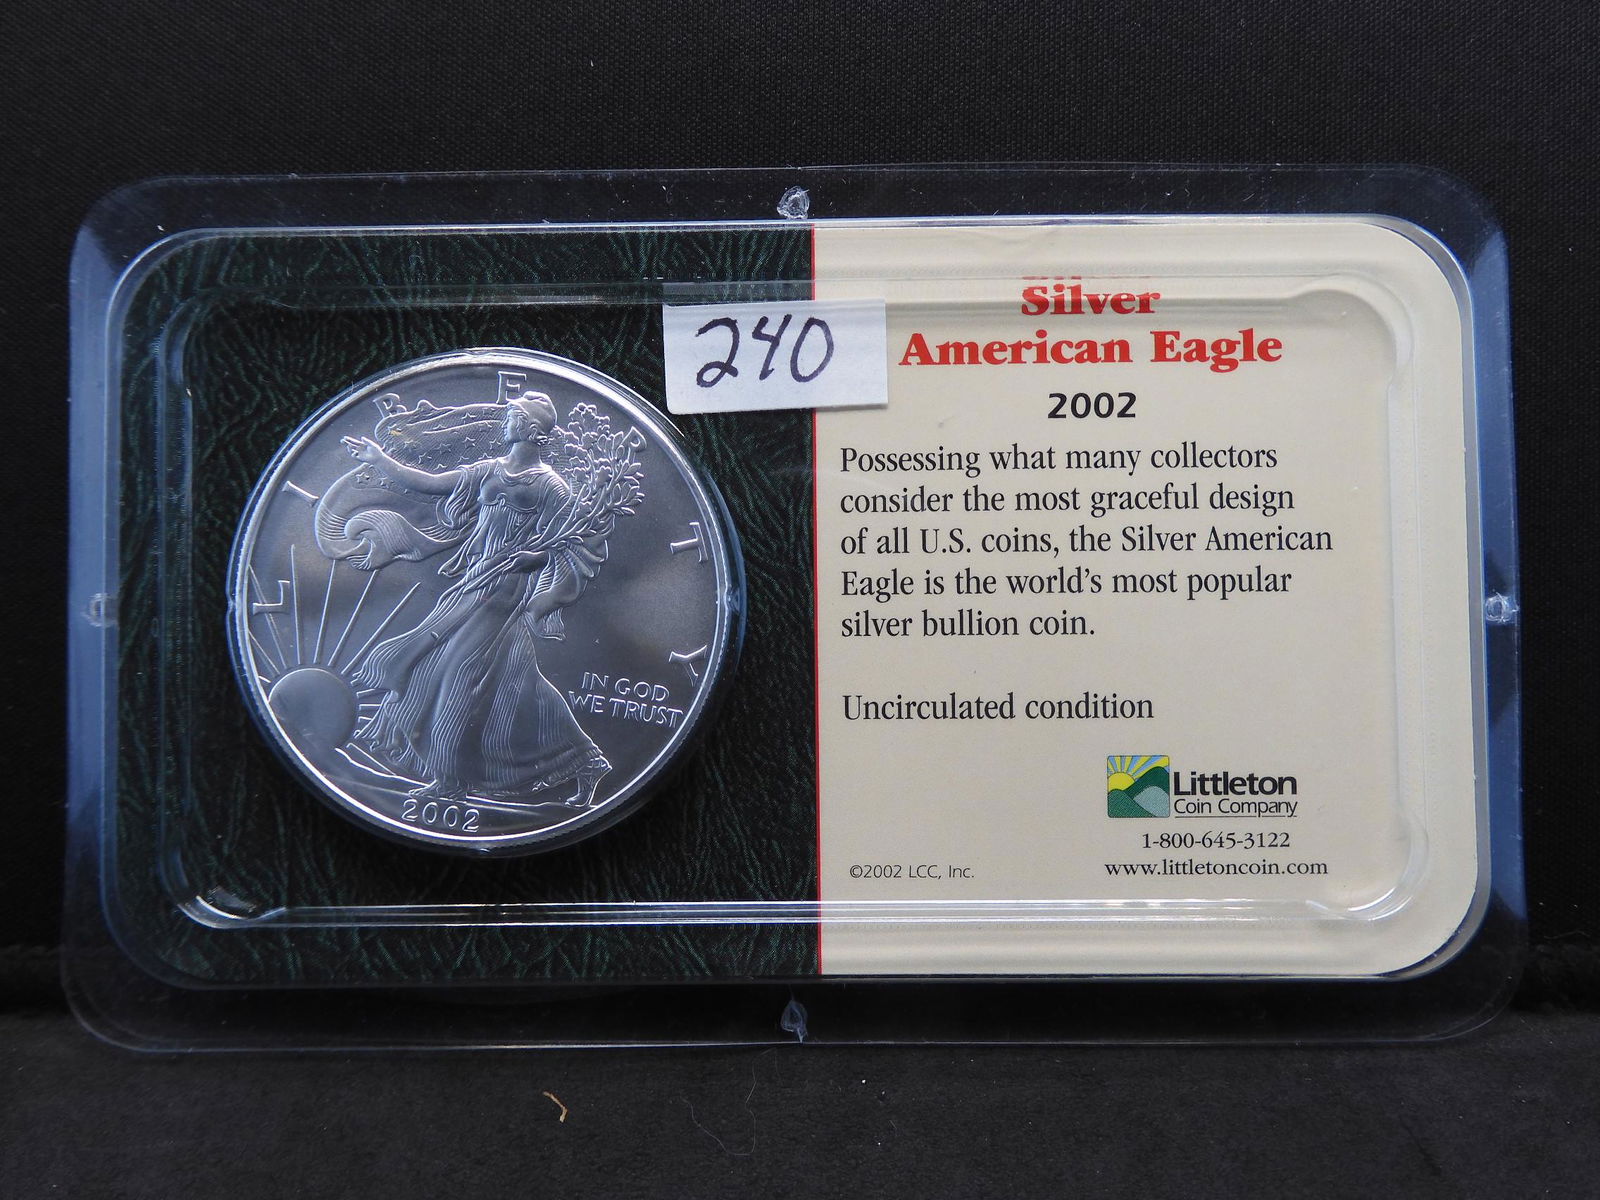 240
Silver
American Eagle
2002
Possessing what many collectors
consider the most graceful design
of all U.S. coins, the Silver American
Eagle is the world's most popular
silver bullion coin.
Uncirculated condition
Littleton
Coin Company
1-800-645-3122
©2002 LCC, Inc.
www.littletoncoin.com
LIBERTY
IN GOD
WE TRUST
2002